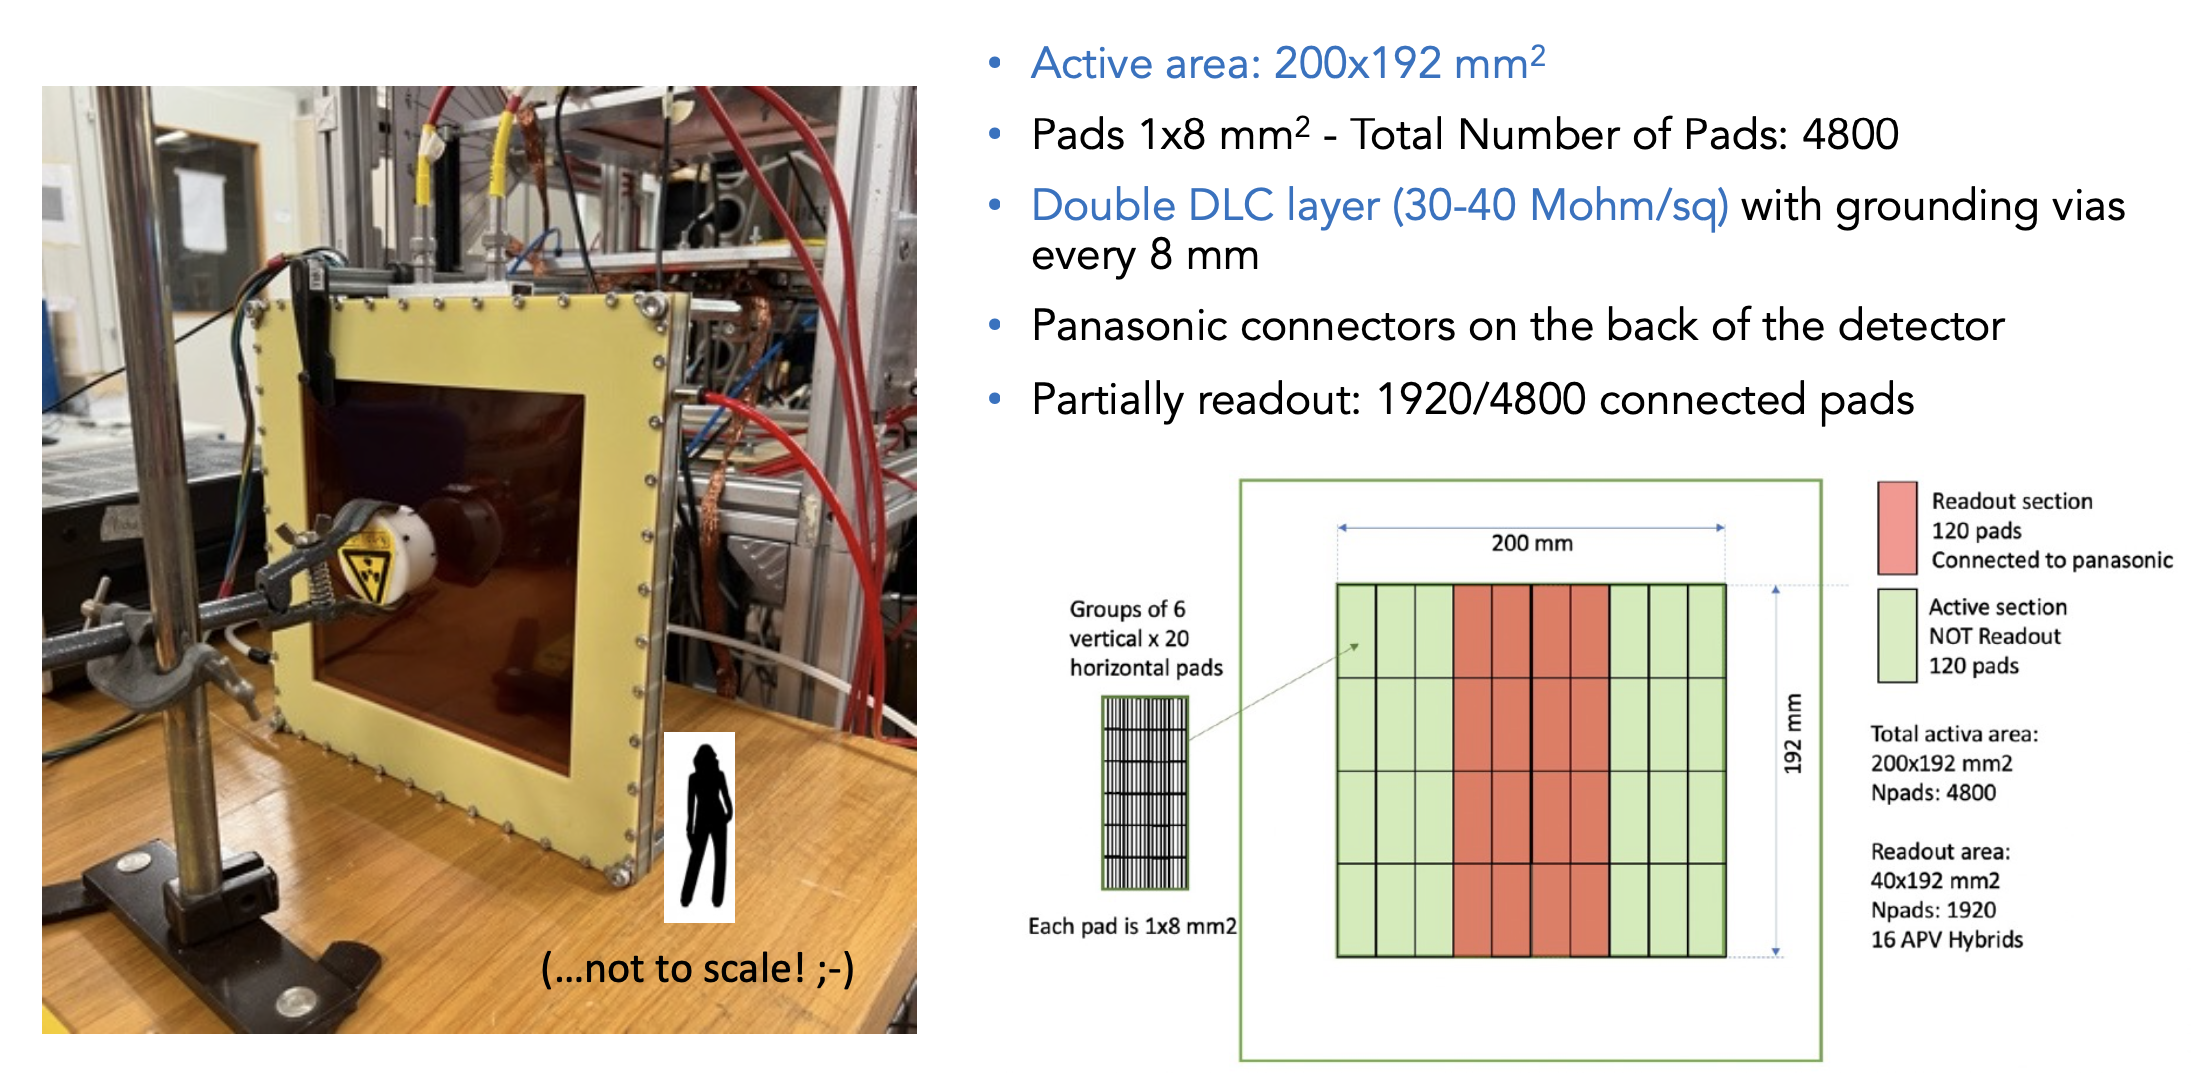 • Active area: 200x192 mm²
• Pads 1x8 mm² - Total Number of Pads: 4800
• Double DLC layer (30-40 Mohm/sq) with grounding vias
every 8 mm
• Panasonic connectors on the back of the detector
• Partially readout: 1920/4800 connected pads
(...not to scale! ;-)
200 mm
192 mm
Groups of 6
vertical x 20
horizontal pads
Each pad is 1x8 mm2
Readout section
120 pads
Connected to panasonic
Active section
NOT Readout
120 pads
Total activa area:
200x192 mm2
Npads: 4800
Readout area:
40x192 mm2
Npads: 1920
16 APV Hybrids